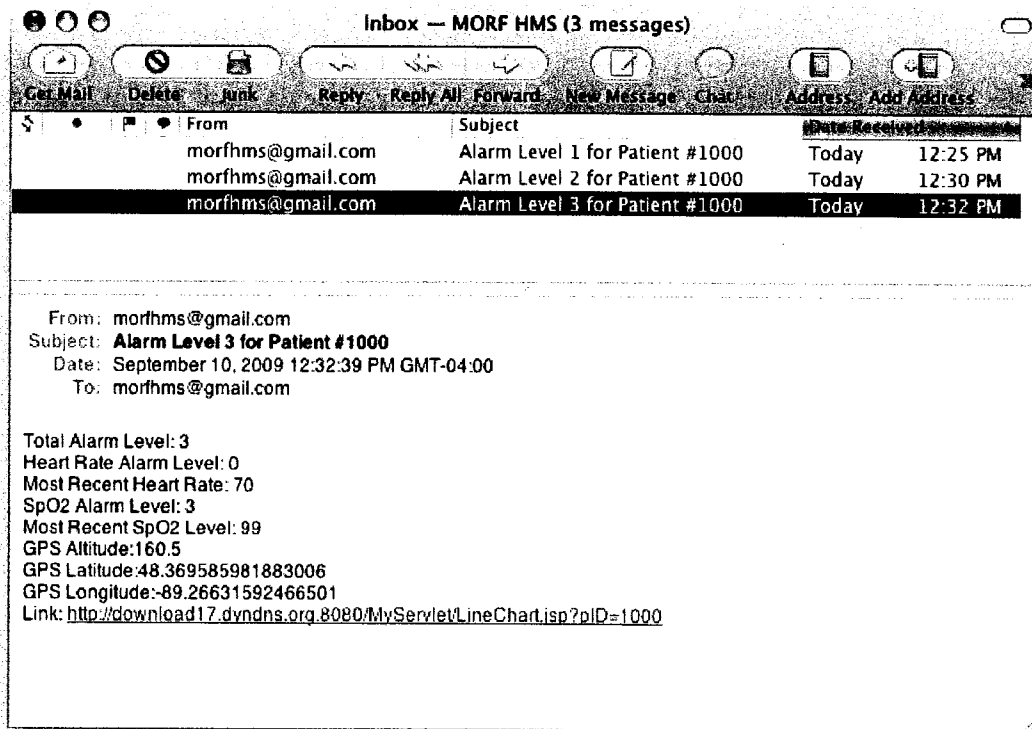 Inbox — MORF HMS (3 messages)
Get Mail Delete Junk Reply Reply All Forward New Message Chat Address Add Address
From Subject Date Received
morfhms@gmail.com Alarm Level 1 for Patient #1000 Today 12:25 PM
morfhms@gmail.com Alarm Level 2 for Patient #1000 Today 12:30 PM
morfhms@gmail.com Alarm Level 3 for Patient #1000 Today 12:32 PM
From: morfhms@gmail.com
Subject: Alarm Level 3 for Patient #1000
Date: September 10, 2009 12:32:39 PM GMT-04:00
To: morfhms@gmail.com
Total Alarm Level: 3
Heart Rate Alarm Level: 0
Most Recent Heart Rate: 70
SpO2 Alarm Level: 3
Most Recent SpO2 Level: 99
GPS Altitude:160.5
GPS Latitude:48.369585981883006
GPS Longitude:-89.26631592466501
Link: http://download17.dyndns.org.8080/MyServlet/LineChart.jsp?pID=1000